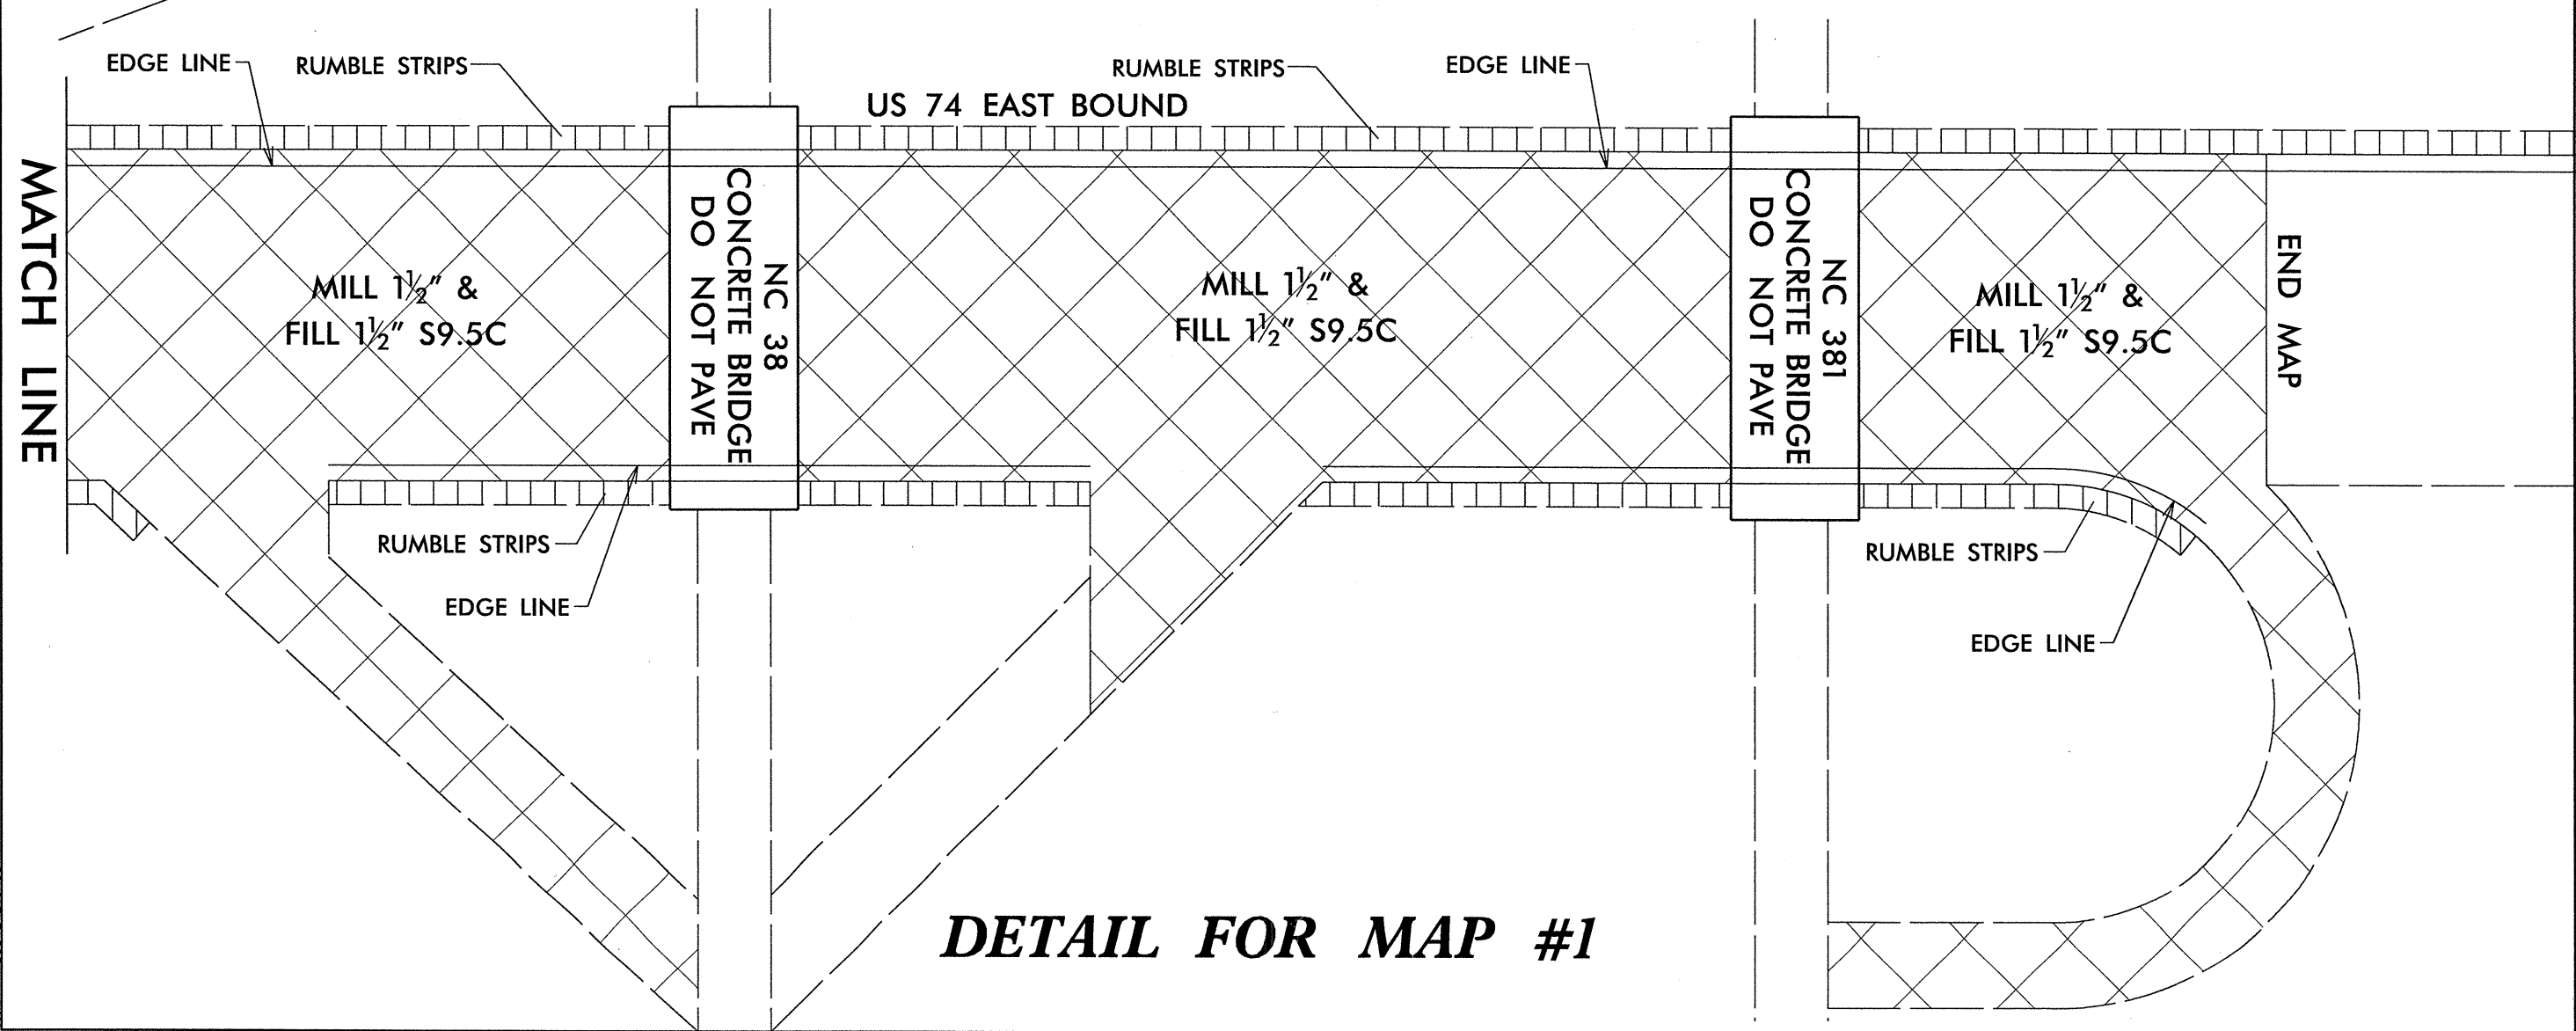 EDGE LINE
RUMBLE STRIPS
RUMBLE STRIPS
EDGE LINE
US 74 EAST BOUND
MATCH LINE
MILL 1½" &
FILL 1½" S9.5C
NC 38
CONCRETE BRIDGE
DO NOT PAVE
MILL 1½" &
FILL 1½" S9.5C
NC 381
CONCRETE BRIDGE
DO NOT PAVE
MILL 1½" &
FILL 1½" S9.5C
END MAP
RUMBLE STRIPS
EDGE LINE
RUMBLE STRIPS
EDGE LINE
DETAIL FOR MAP #1